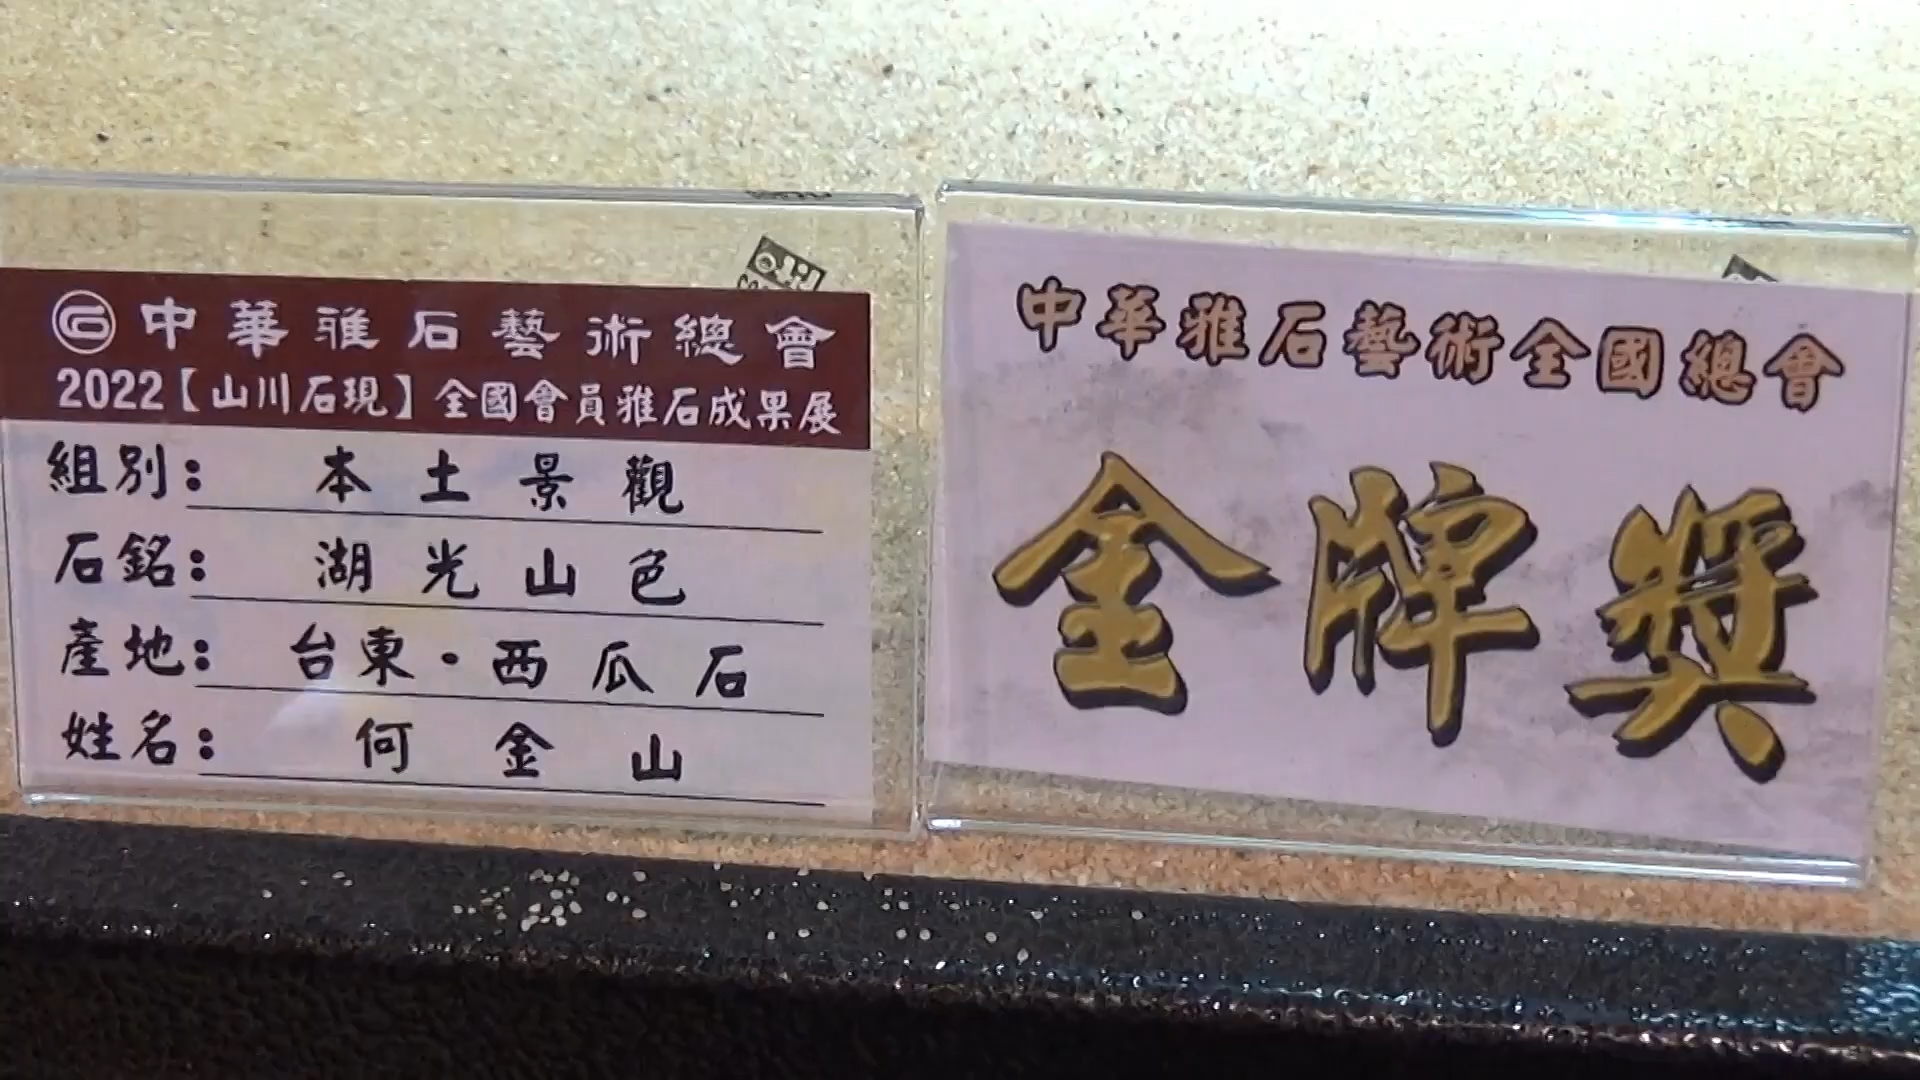 中華雅石藝術總會
2022【山川石現】全國會員雅石成果展
組別： 本土景觀
石銘： 湖光山色
產地： 台東·西瓜石
姓名： 何金山
中華雅石藝術全國總會
金牌獎